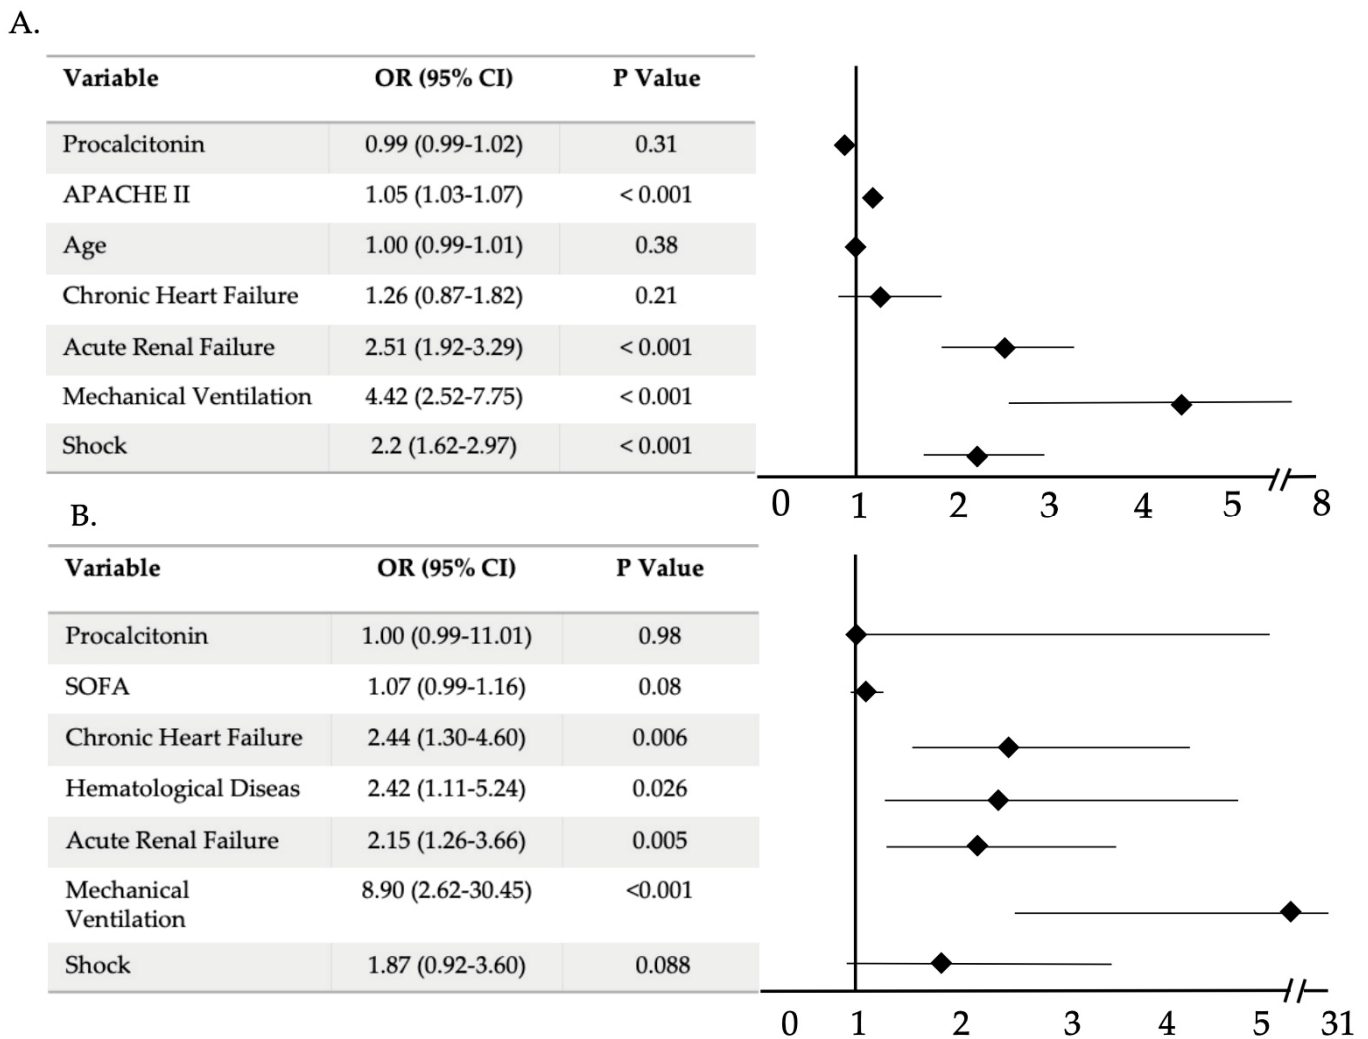 A.
Variable OR (95% CI) P Value
Procalcitonin 0.99 (0.99-1.02) 0.31
APACHE II 1.05 (1.03-1.07) < 0.001
Age 1.00 (0.99-1.01) 0.38
Chronic Heart Failure 1.26 (0.87-1.82) 0.21
Acute Renal Failure 2.51 (1.92-3.29) < 0.001
Mechanical Ventilation 4.42 (2.52-7.75) < 0.001
Shock 2.2 (1.62-2.97) < 0.001
0 1 2 3 4 5 8
B.
Variable OR (95% CI) P Value
Procalcitonin 1.00 (0.99-11.01) 0.98
SOFA 1.07 (0.99-1.16) 0.08
Chronic Heart Failure 2.44 (1.30-4.60) 0.006
Hematological Diseas 2.42 (1.11-5.24) 0.026
Acute Renal Failure 2.15 (1.26-3.66) 0.005
Mechanical 8.90 (2.62-30.45) <0.001
Ventilation
Shock 1.87 (0.92-3.60) 0.088
0 1 2 3 4 5 31